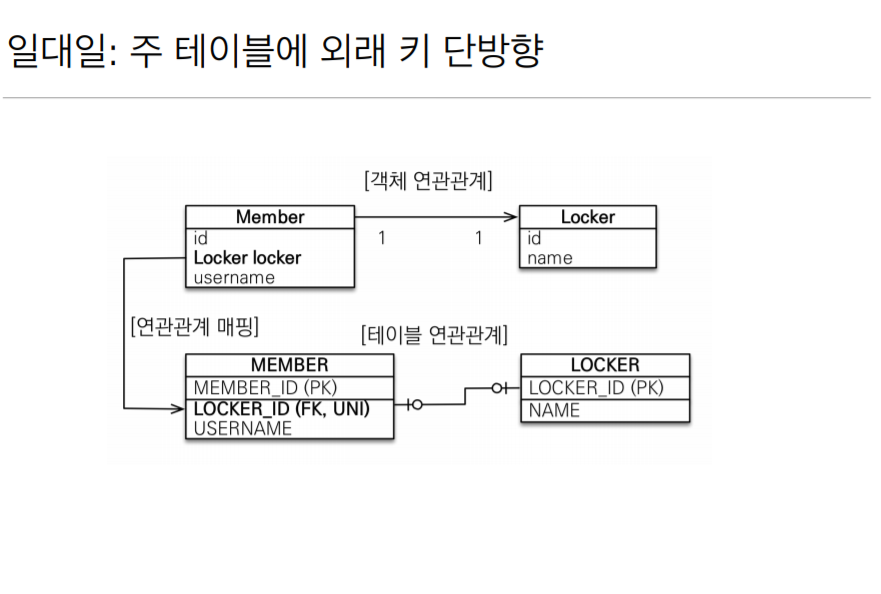 일대일: 주 테이블에 외래 키 단방향
[객체 연관관계]
Member
id
Locker locker
username
1
1
Locker
id
name
[연관관계 매핑]
[테이블 연관관계]
MEMBER
MEMBER_ID (PK)
LOCKER_ID (FK, UNI)
USERNAME
LOCKER
LOCKER_ID (PK)
NAME